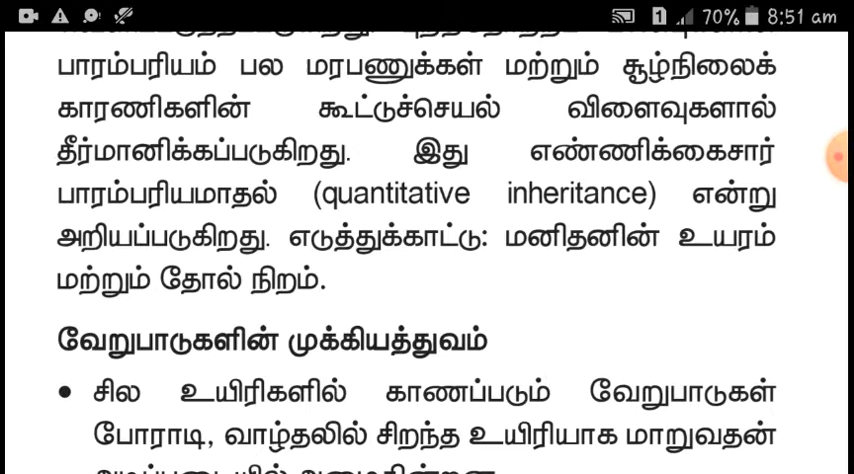 70% 8:51 am
பாரம்பரியம் பல மரபணுக்கள் மற்றும் சூழ்நிலைக்
காரணிகளின் கூட்டுச்செயல் விளைவுகளால்
தீர்மானிக்கப்படுகிறது. இது எண்ணிக்கைசார்
பாரம்பரியமாதல் (quantitative inheritance) என்று
அறியப்படுகிறது. எடுத்துக்காட்டு: மனிதனின் உயரம்
மற்றும் தோல் நிறம்.
வேறுபாடுகளின் முக்கியத்துவம்
• சில உயிரிகளில் காணப்படும் வேறுபாடுகள்
போராடி, வாழ்தலில் சிறந்த உயிரியாக மாறுவதன்